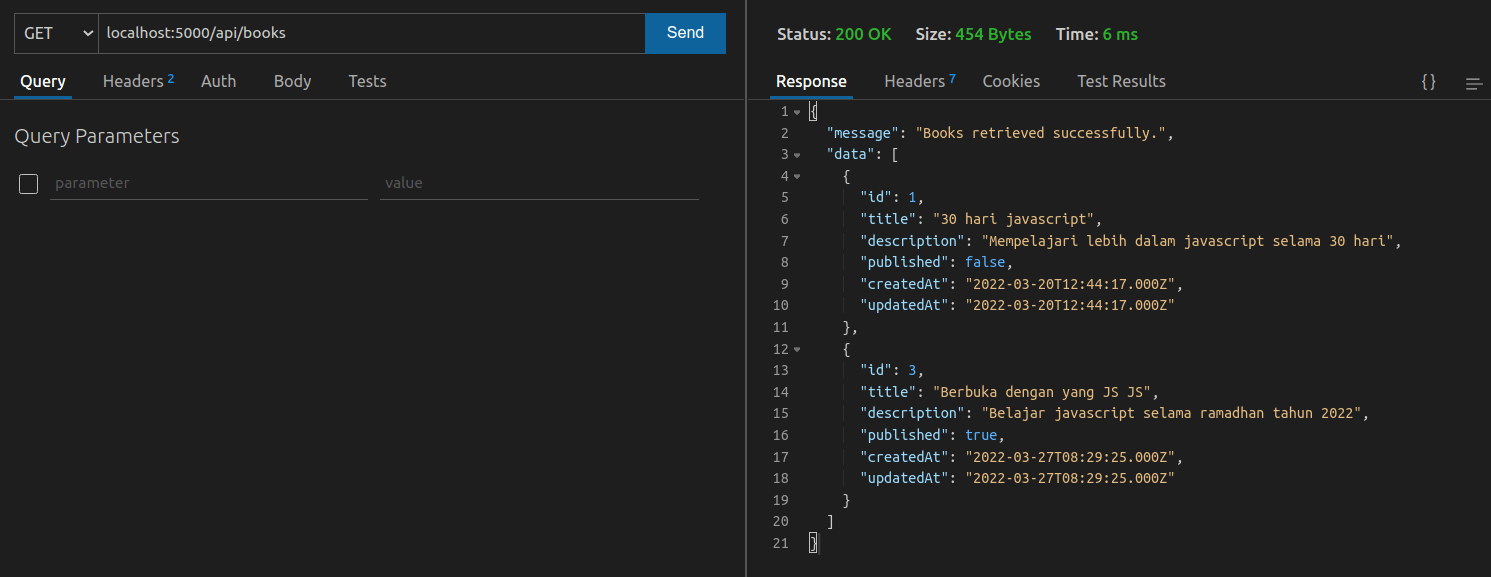 GET localhost:5000/api/books Send
Query Headers 2 Auth Body Tests
Query Parameters
parameter value
Status: 200 OK Size: 454 Bytes Time: 6 ms
Response Headers 7 Cookies Test Results {}
1 {
2 "message": "Books retrieved successfully.",
3 "data": [
4 {
5 "id": 1,
6 "title": "30 hari javascript",
7 "description": "Mempelajari lebih dalam javascript selama 30 hari",
8 "published": false,
9 "createdAt": "2022-03-20T12:44:17.000Z",
10 "updatedAt": "2022-03-20T12:44:17.000Z"
11 },
12 {
13 "id": 3,
14 "title": "Berbuka dengan yang JS JS",
15 "description": "Belajar javascript selama ramadhan tahun 2022",
16 "published": true,
17 "createdAt": "2022-03-27T08:29:25.000Z",
18 "updatedAt": "2022-03-27T08:29:25.000Z"
19 }
20 ]
21 }